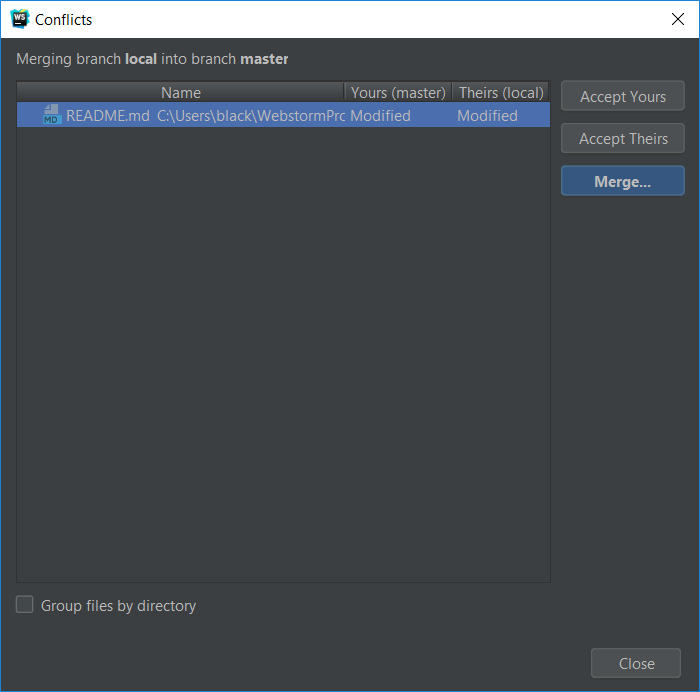 WS
Conflicts
Merging branch local into branch master
Name Yours (master) Theirs (local)
MD README.md C:\Users\black\WebstormPrc Modified Modified
Accept Yours
Accept Theirs
Merge...
Group files by directory
Close